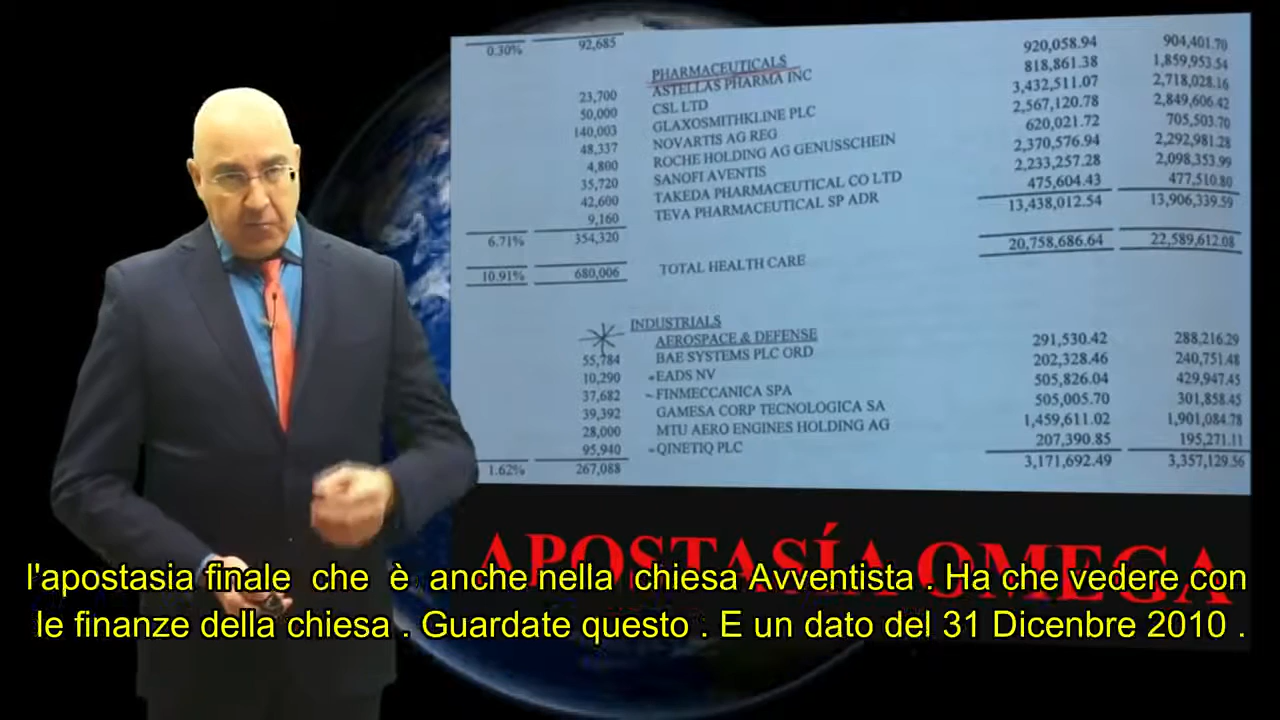 0.30% 92,685
PHARMACEUTICALS
23,700 ASTELLAS PHARMA INC 920,058.94 904,401.70
50,000 CSL LTD 818,861.38 1,859,953.54
140,003 GLAXOSMITHKLINE PLC 3,432,511.07 2,718,028.16
48,337 NOVARTIS AG REG 2,567,120.78 2,849,606.42
4,800 ROCHE HOLDING AG GENUSSCHEIN 620,021.72 705,503.70
35,720 SANOFI AVENTIS 2,370,576.94 2,292,981.28
42,600 TAKEDA PHARMACEUTICAL CO LTD 2,233,257.28 2,098,353.99
9,160 TEVA PHARMACEUTICAL SP ADR 475,604.43 477,510.80
6.71% 354,320 13,438,012.54 13,906,339.59
10.91% 680,006 TOTAL HEALTH CARE 20,758,686.64 22,589,612.08
INDUSTRIALS
AEROSPACE & DEFENSE
55,784 BAE SYSTEMS PLC ORD 291,530.42 288,216.29
10,290 EADS NV 202,328.46 240,751.48
37,682 FINMECCANICA SPA 505,826.04 429,947.45
39,392 GAMESA CORP TECNOLOGICA SA 505,005.70 301,858.45
28,000 MTU AERO ENGINES HOLDING AG 1,459,611.02 1,901,084.78
95,940 QINETIQ PLC 207,390.85 195,271.11
1.62% 267,088 3,171,692.49 3,357,129.56
APOSTASÍA OMEGA
l'apostasia finale che è anche nella chiesa Avventista . Ha che vedere con
le finanze della chiesa . Guardate questo . E un dato del 31 Dicenbre 2010 .